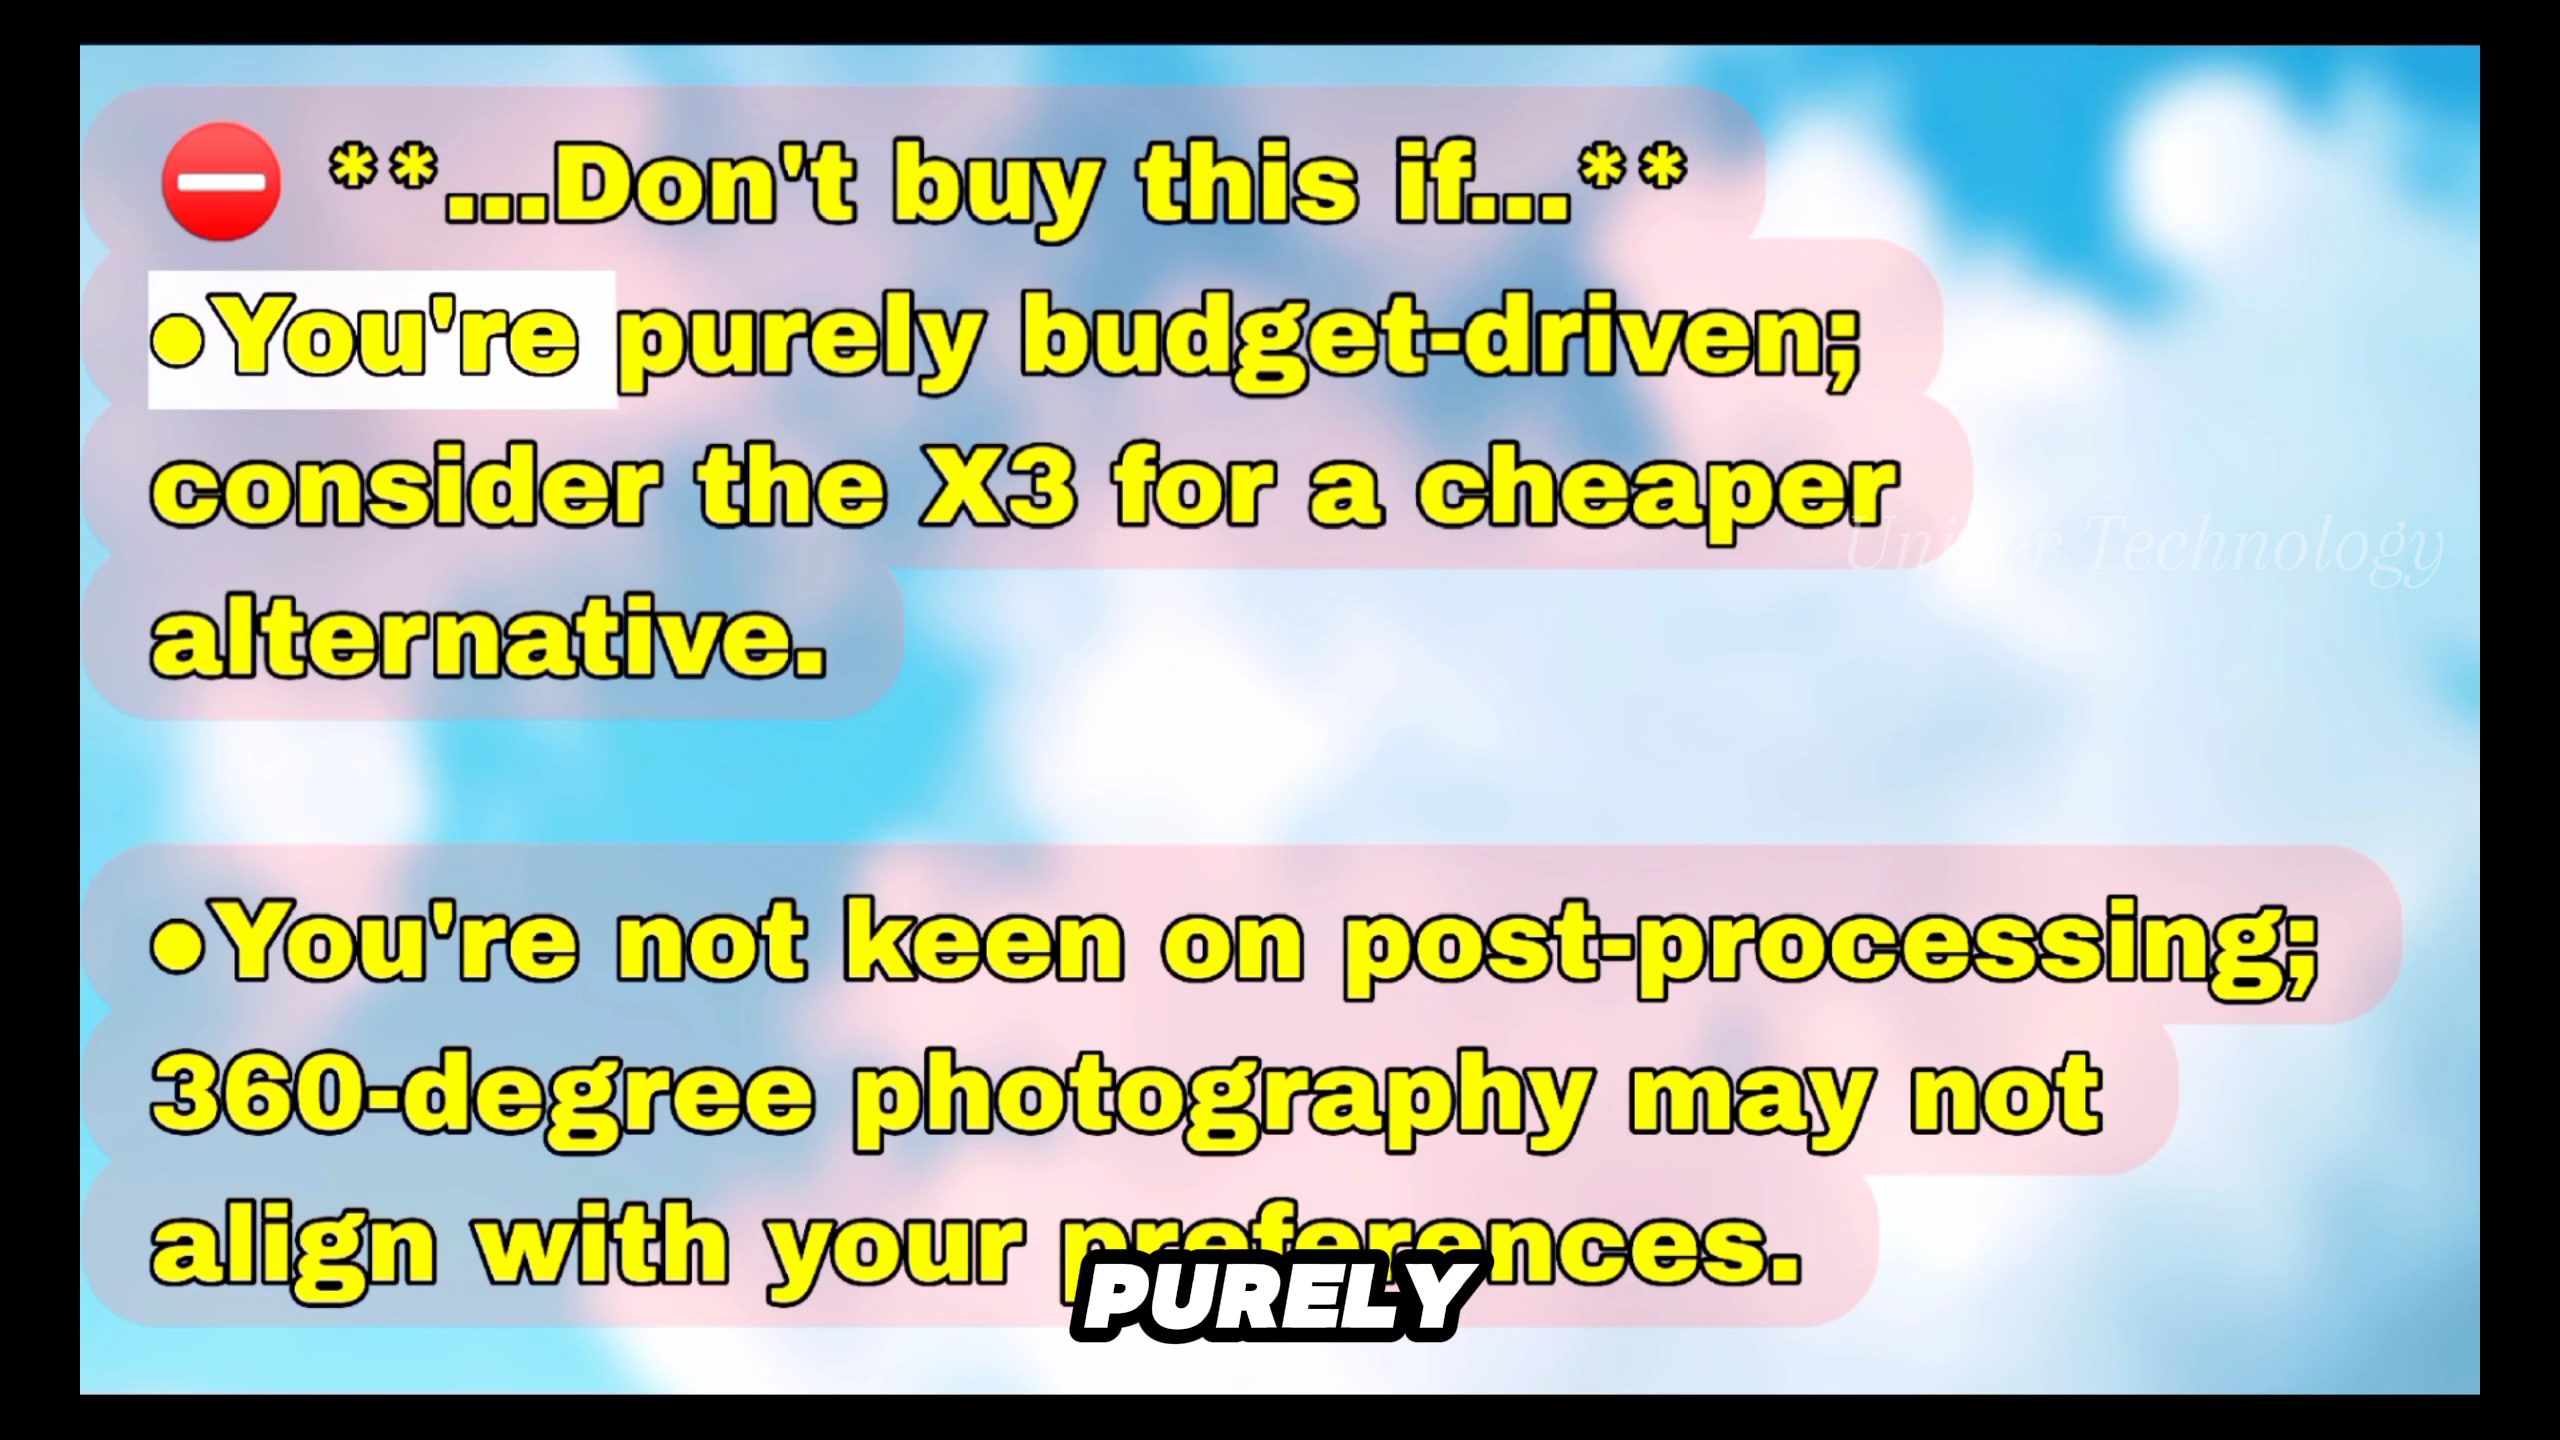 ⛔ **...Don't buy this if...**
●You're purely budget-driven;
consider the X3 for a cheaper
alternative.
●You're not keen on post-processing;
360-degree photography may not
align with your preferences.
PURELY
Technology